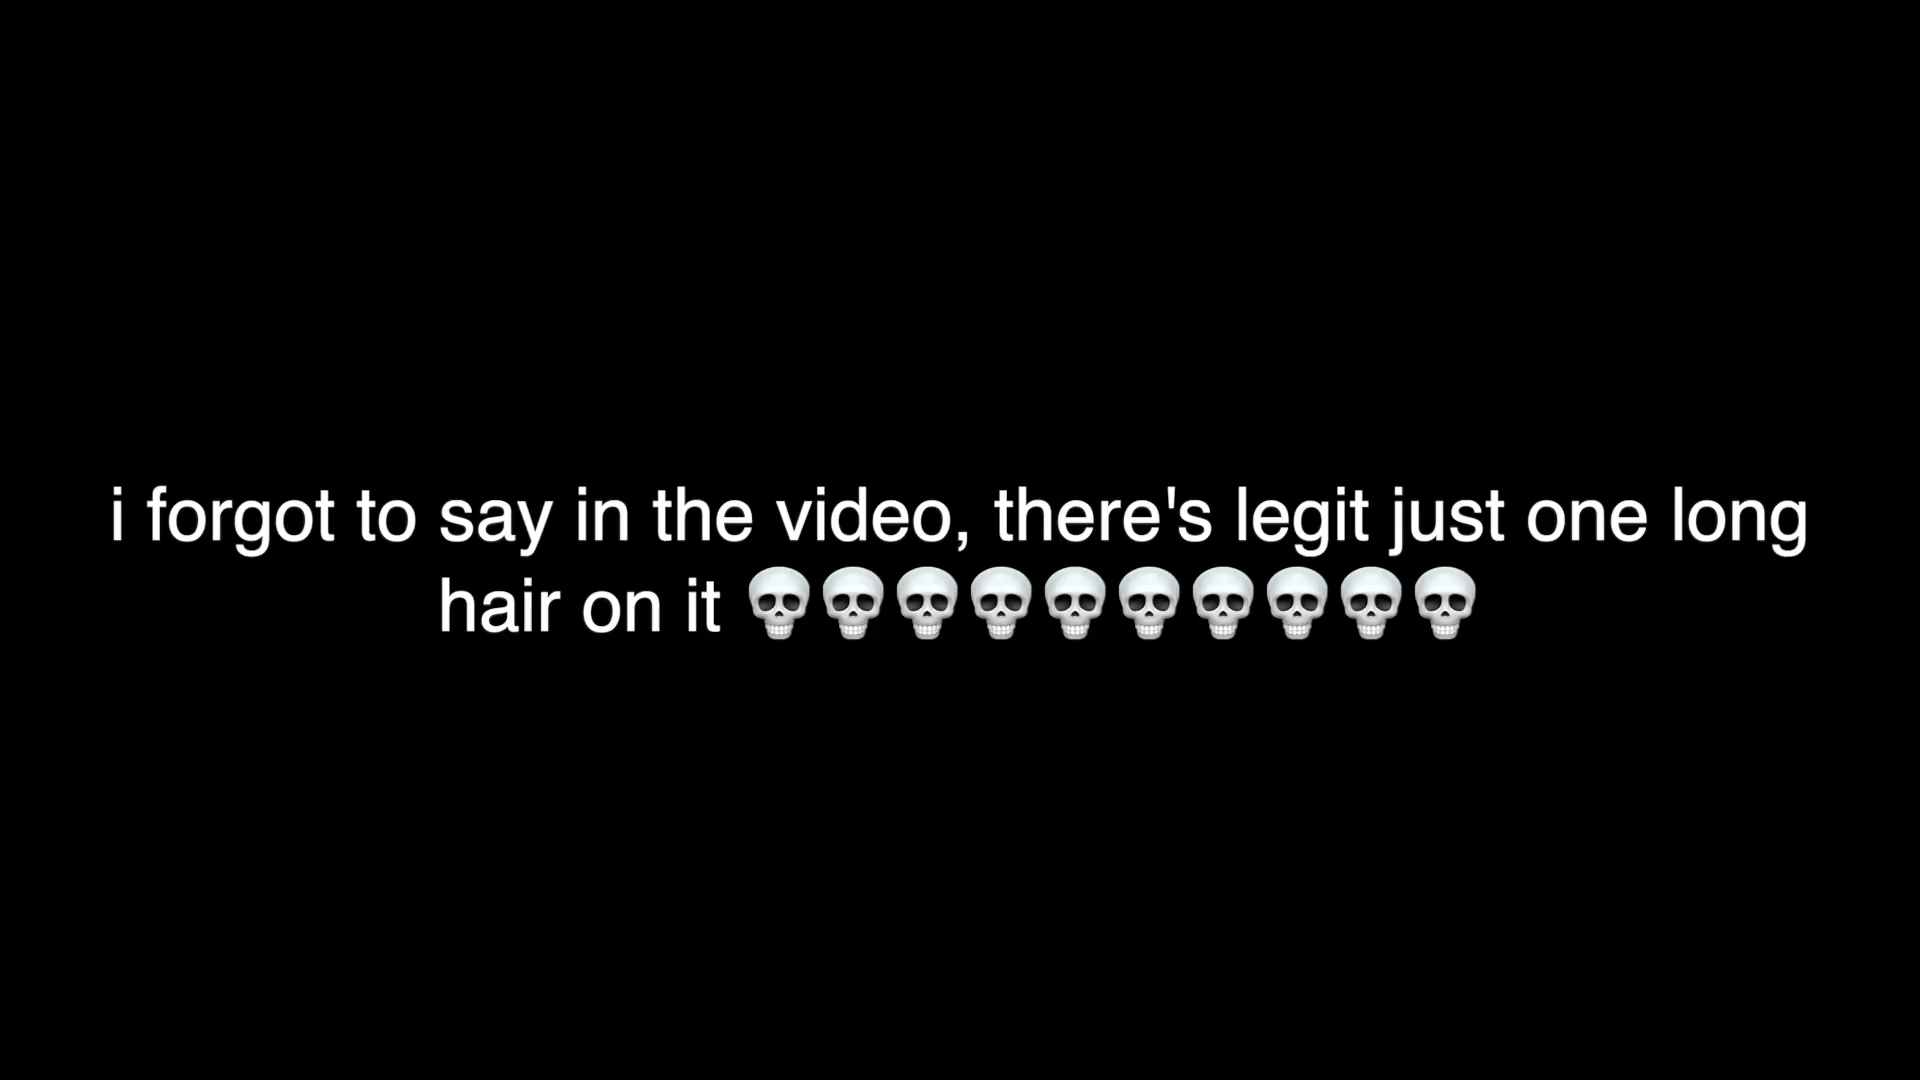 i forgot to say in the video, there's legit just one long
hair on it 💀💀💀💀💀💀💀💀💀💀